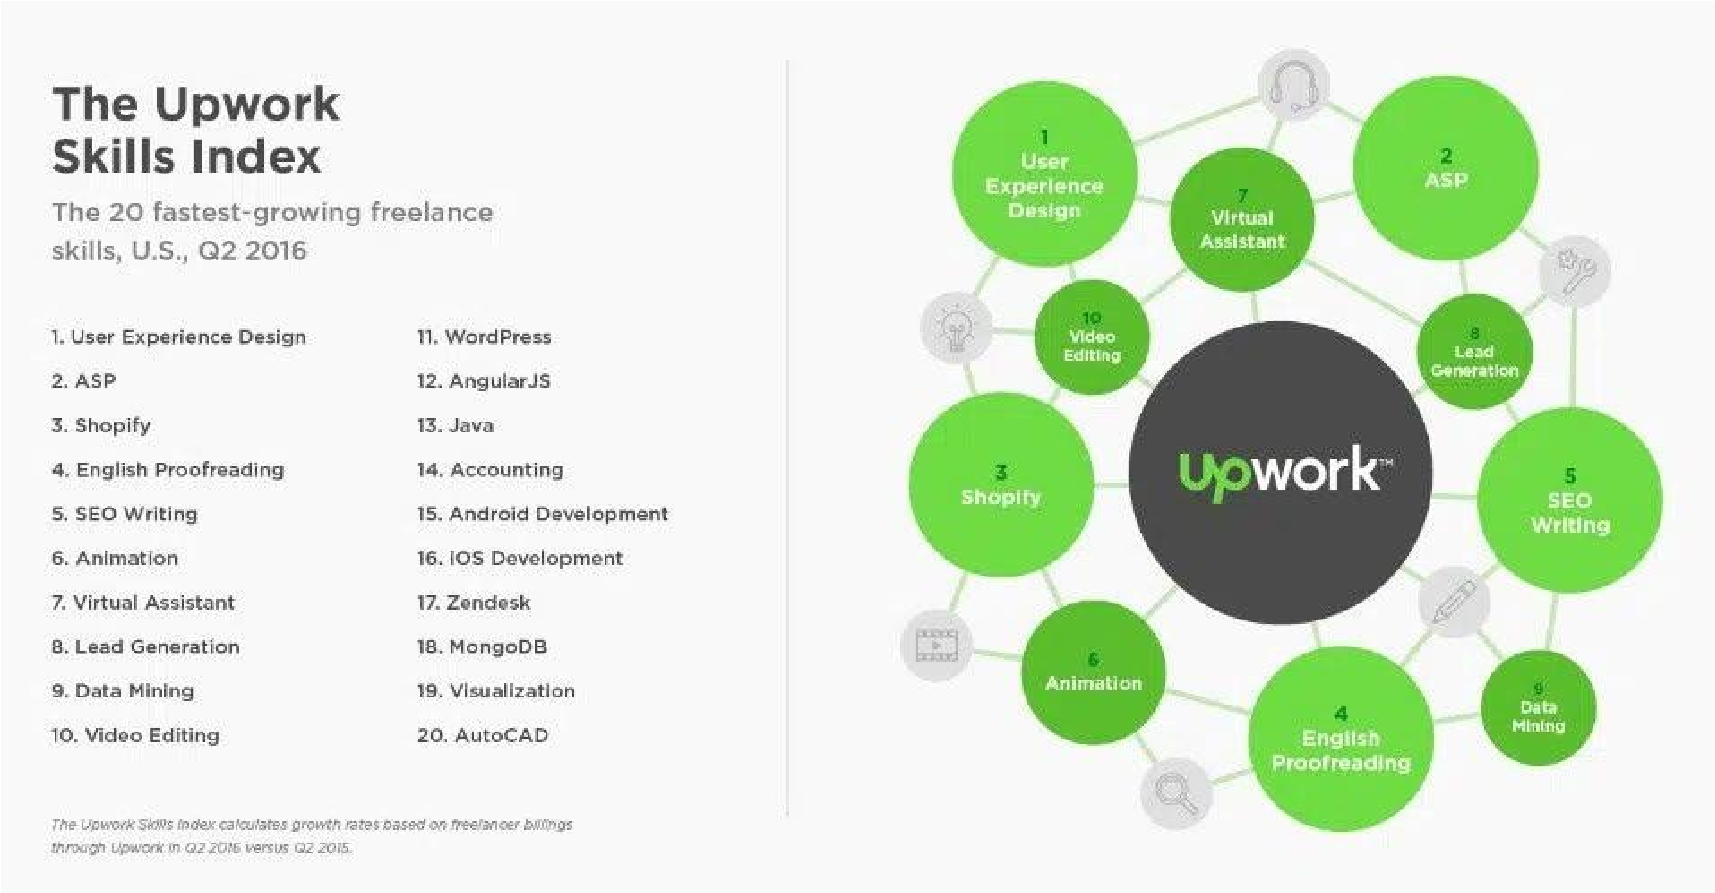 The Upwork
Skills Index
The 20 fastest-growing freelance
skills, U.S., Q2 2016
1. User Experience Design
2. ASP
3. Shopify
4. English Proofreading
5. SEO Writing
6. Animation
7. Virtual Assistant
8. Lead Generation
9. Data Mining
10. Video Editing
11. WordPress
12. AngularJS
13. Java
14. Accounting
15. Android Development
16. iOS Development
17. Zendesk
18. MongoDB
19. Visualization
20. AutoCAD
The Upwork Skills Index calculates growth rates based on freelancer billings
through Upwork in Q2 2016 versus Q2 2015.
1
User
Experience
Design
2
ASP
7
Virtual
Assistant
10
Video
Editing
8
Lead
Generation
3
Shopify
upwork™
5
SEO
Writing
6
Animation
4
English
Proofreading
9
Data
Mining